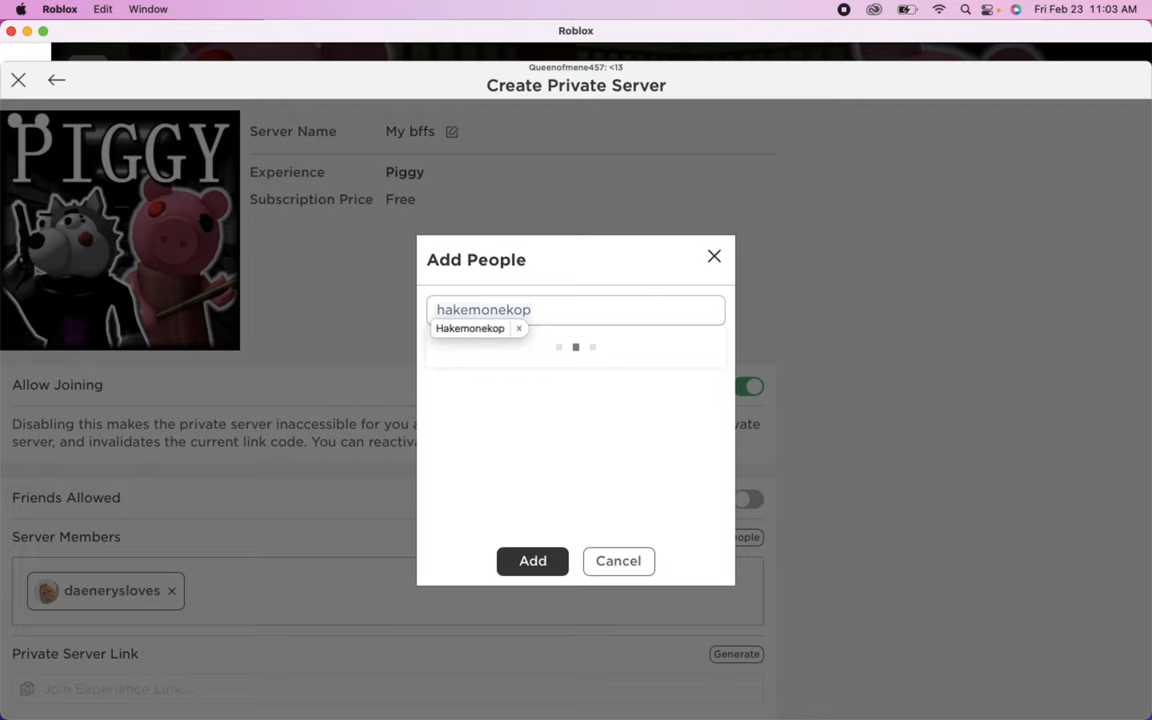 Roblox Edit Window Fri Feb 23 11:03 AM
Roblox
Queenofmene457: <13
Create Private Server
PIGGY
Server Name My bffs
Experience Piggy
Subscription Price Free
Add People
hakemonekop
Hakemonekop ×
Allow Joining
Disabling this makes the private server inaccessible for you a vate
server, and invalidates the current link code. You can reactiva
Friends Allowed
Server Members ople
Add Cancel
daenerysloves ×
Private Server Link Generate
Join Experience Link...